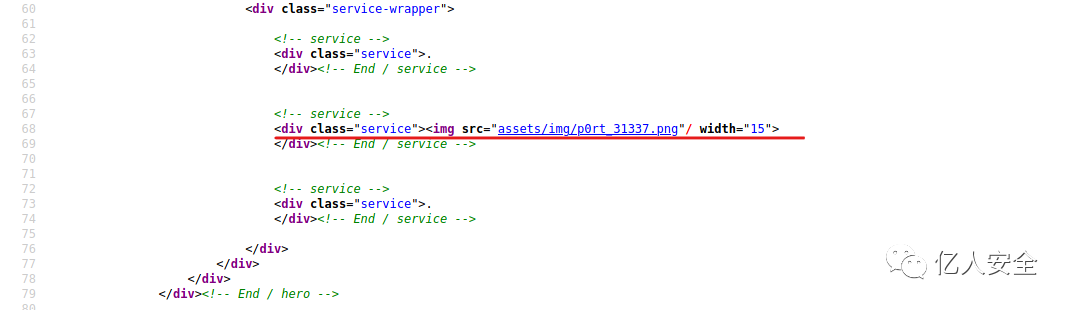 60 <div class="service-wrapper">
61
62 <!-- service -->
63 <div class="service">.
64 </div><!-- End / service -->
65
66
67 <!-- service -->
68 <div class="service"><img src="assets/img/p0rt_31337.png"/ width="15">
69 </div><!-- End / service -->
70
71
72 <!-- service -->
73 <div class="service">.
74 </div><!-- End / service -->
75
76 </div>
77 </div>
78 </div>
79 </div><!-- End / hero -->
80
亿人安全